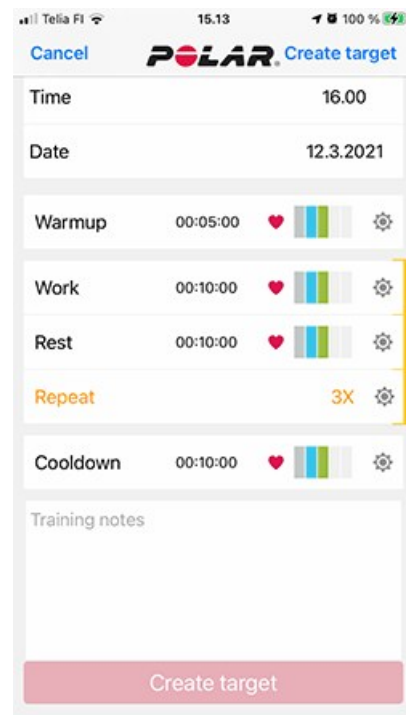 Telia FI 15.13 100 %
Cancel POLAR. Create target
Time 16.00
Date 12.3.2021
Warmup 00:05:00
Work 00:10:00
Rest 00:10:00
Repeat 3X
Cooldown 00:10:00
Training notes
Create target